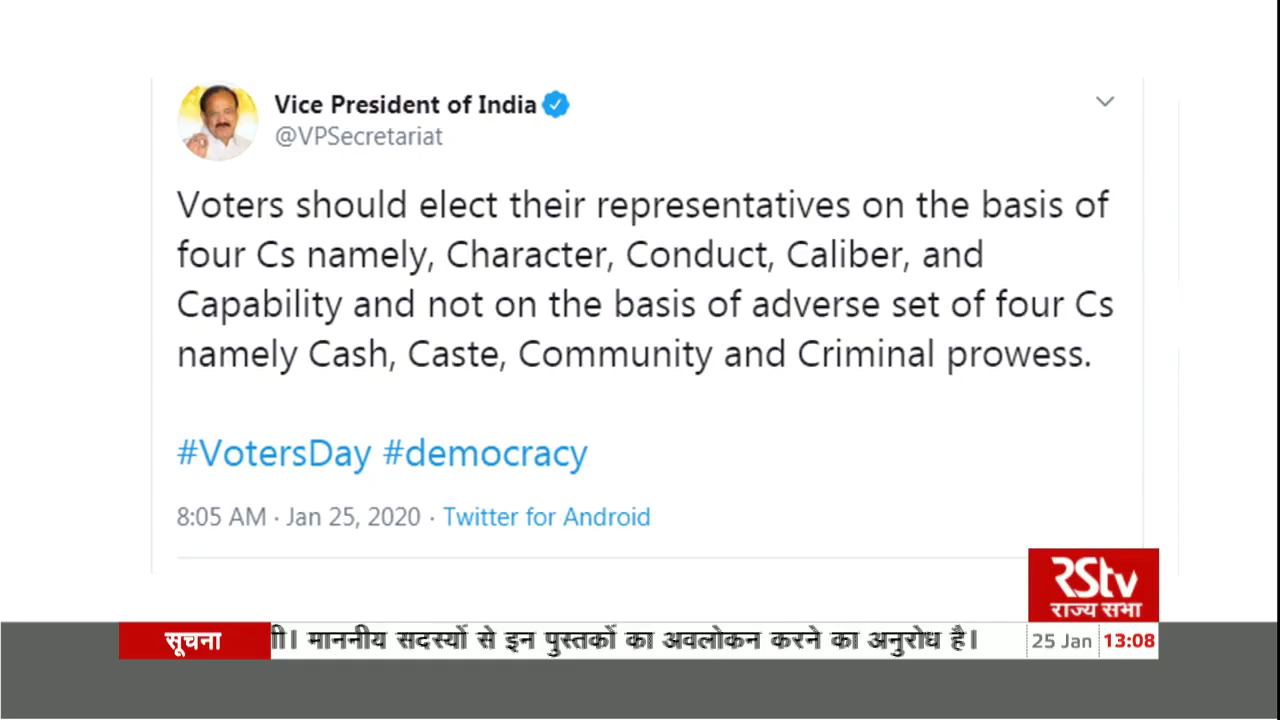 Vice President of India
@VPSecretariat
Voters should elect their representatives on the basis of
four Cs namely, Character, Conduct, Caliber, and
Capability and not on the basis of adverse set of four Cs
namely Cash, Caste, Community and Criminal prowess.
#VotersDay #democracy
8:05 AM · Jan 25, 2020 · Twitter for Android
RStv
राज्य सभा
सूचना
। माननीय सदस्यों से इन पुस्तकों का अवलोकन करने का अनुरोध है।
25 Jan 13:08